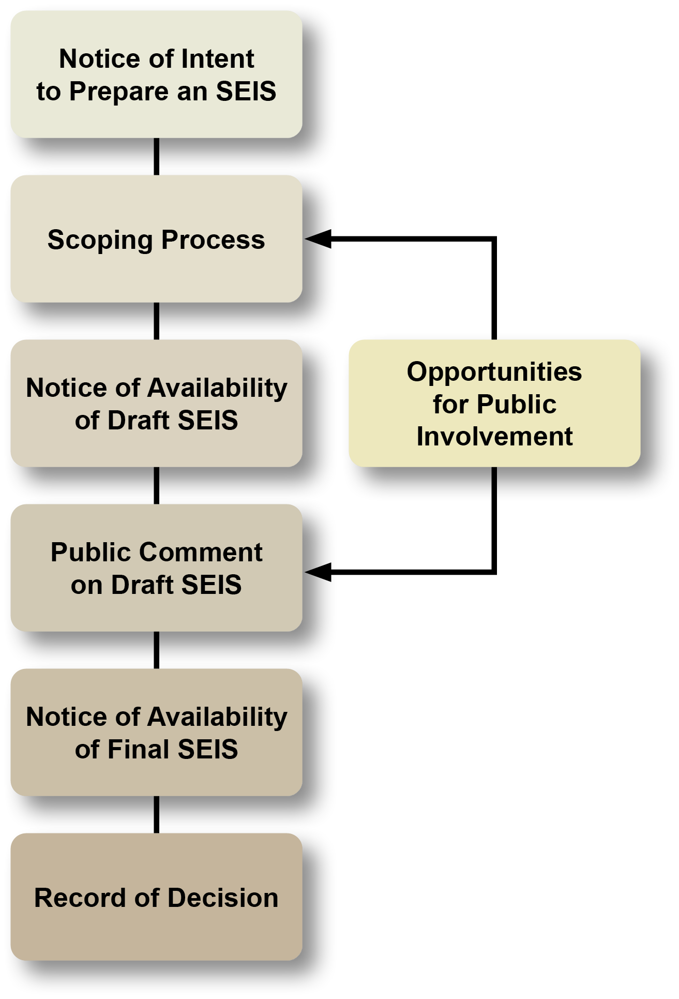 Notice of Intent
to Prepare an SEIS
Scoping Process
Notice of Availability
of Draft SEIS
Opportunities
for Public
Involvement
Public Comment
on Draft SEIS
Notice of Availability
of Final SEIS
Record of Decision